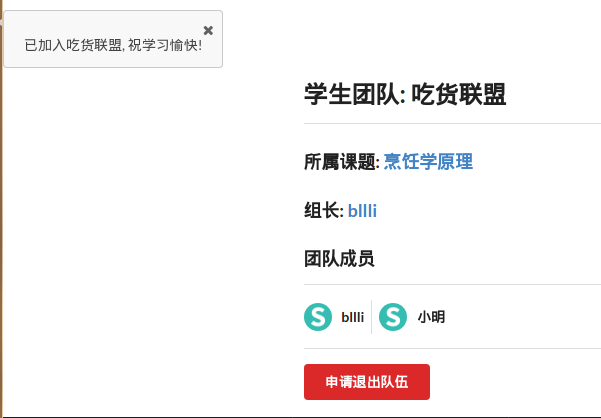 已加入吃货联盟, 祝学习愉快!
学生团队: 吃货联盟
所属课题: 烹饪学原理
组长: bllli
团队成员
S bllli S 小明
申请退出队伍